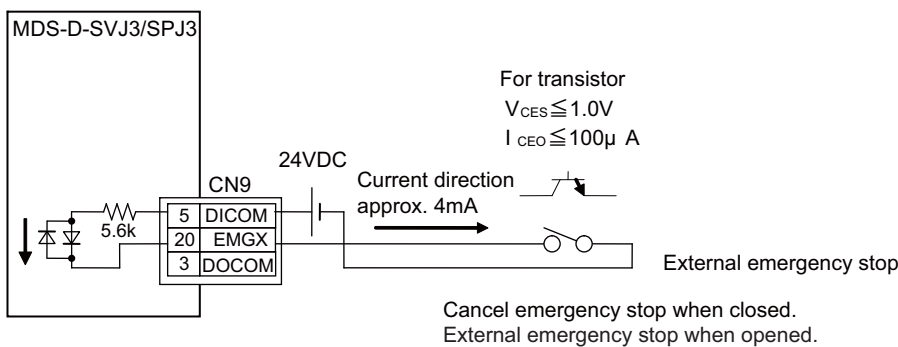 MDS-D-SVJ3/SPJ3
For transistor
VCES≦1.0V
I CEO≦100μ A
24VDC
CN9
Current direction
approx. 4mA
5.6k
5 DICOM
20 EMGX
3 DOCOM
External emergency stop
Cancel emergency stop when closed.
External emergency stop when opened.